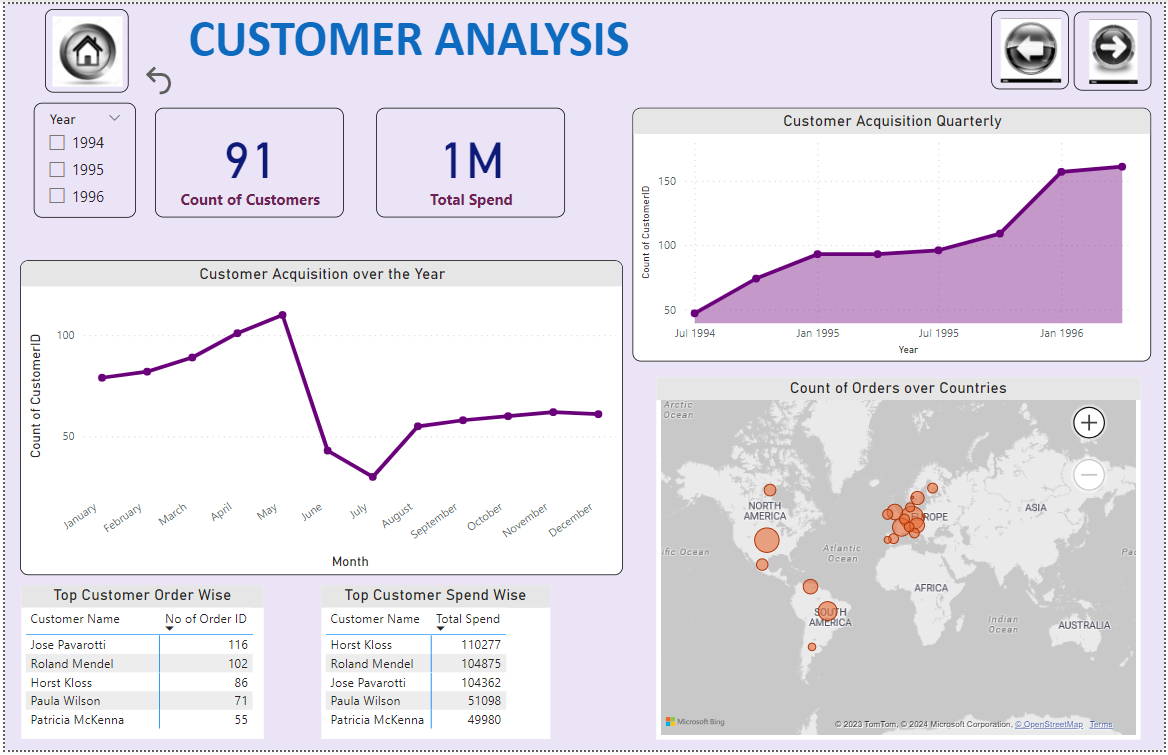 CUSTOMER ANALYSIS
Year
1994
1995
1996
91
Count of Customers
1M
Total Spend
Customer Acquisition Quarterly
Count of CustomerID
150
100
50
Jul 1994
Jan 1995
Jul 1995
Jan 1996
Year
Customer Acquisition over the Year
Count of CustomerID
100
50
January
February
March
April
May
June
July
August
September
October
November
December
Month
Count of Orders over Countries
Arctic
Ocean
NORTH
AMERICA
EUROPE
ASIA
ific Ocean
Atlantic
Ocean
Pac
AFRICA
SOUTH
AMERICA
Indian
Ocean
AUSTRALIA
Microsoft Bing
© 2023 TomTom, © 2024 Microsoft Corporation, © OpenStreetMap Terms
Top Customer Order Wise
Customer Name No of Order ID
Jose Pavarotti 116
Roland Mendel 102
Horst Kloss 86
Paula Wilson 71
Patricia McKenna 55
Top Customer Spend Wise
Customer Name Total Spend
Horst Kloss 110277
Roland Mendel 104875
Jose Pavarotti 104362
Paula Wilson 51098
Patricia McKenna 49980